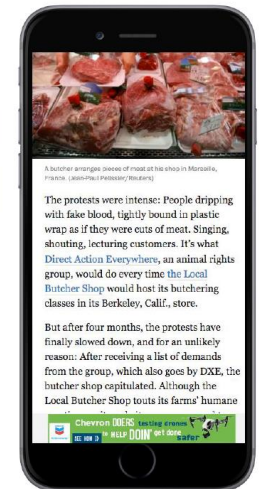 A butcher arranges pieces of meat at his shop in Marseille,
France. (Jean-Paul Pelissier/Reuters)
The protests were intense: People dripping
with fake blood, tightly bound in plastic
wrap as if they were cuts of meat. Singing,
shouting, lecturing customers. It's what
Direct Action Everywhere, an animal rights
group, would do every time the Local
Butcher Shop would host its butchering
classes in its Berkeley, Calif., store.
But after four months, the protests have
finally slowed down, and for an unlikely
reason: After receiving a list of demands
from the group, which also goes by DXE, the
butcher shop capitulated. Although the
Local Butcher Shop touts its farms' humane
Chevron DOERS testing drones
SEE HOW to HELP DOIN' get done
safer